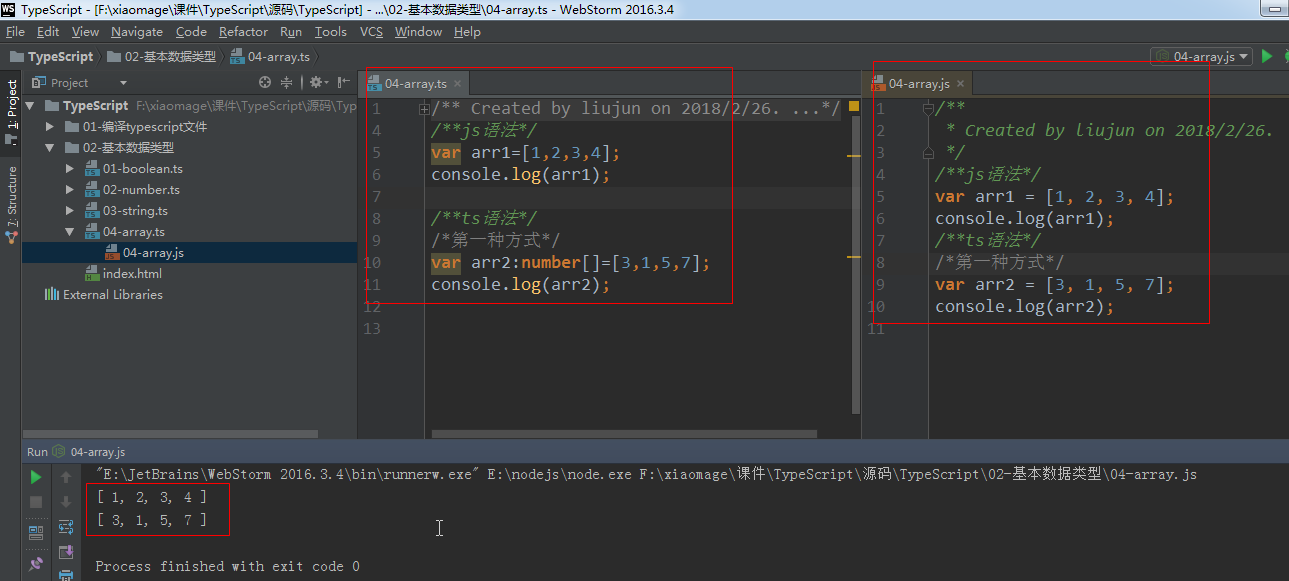 WS TypeScript - [F:\xiaomage\课件\TypeScript\源码\TypeScript] - ...\02-基本数据类型\04-array.ts - WebStorm 2016.3.4
File Edit View Navigate Code Refactor Run Tools VCS Window Help
TypeScript 02-基本数据类型 04-array.ts 04-array.js
1: Project
7: Structure
Project
TypeScript F:\xiaomage\课件\TypeScript\源码\Typ
01-编译typescript文件
02-基本数据类型
01-boolean.ts
02-number.ts
03-string.ts
04-array.ts
04-array.js
index.html
External Libraries
04-array.ts
1 /** Created by liujun on 2018/2/26. ...*/
4 /**js语法*/
5 var arr1=[1,2,3,4];
6 console.log(arr1);
7
8 /**ts语法*/
9 /*第一种方式*/
10 var arr2:number[]=[3,1,5,7];
11 console.log(arr2);
12
13
04-array.js
1 /**
2 * Created by liujun on 2018/2/26.
3 */
4 /**js语法*/
5 var arr1 = [1, 2, 3, 4];
6 console.log(arr1);
7 /**ts语法*/
8 /*第一种方式*/
9 var arr2 = [3, 1, 5, 7];
10 console.log(arr2);
11
Run 04-array.js
"E:\JetBrains\WebStorm 2016.3.4\bin\runnerw.exe" E:\nodejs\node.exe F:\xiaomage\课件\TypeScript\源码\TypeScript\02-基本数据类型\04-array.js
[ 1, 2, 3, 4 ]
[ 3, 1, 5, 7 ]
Process finished with exit code 0